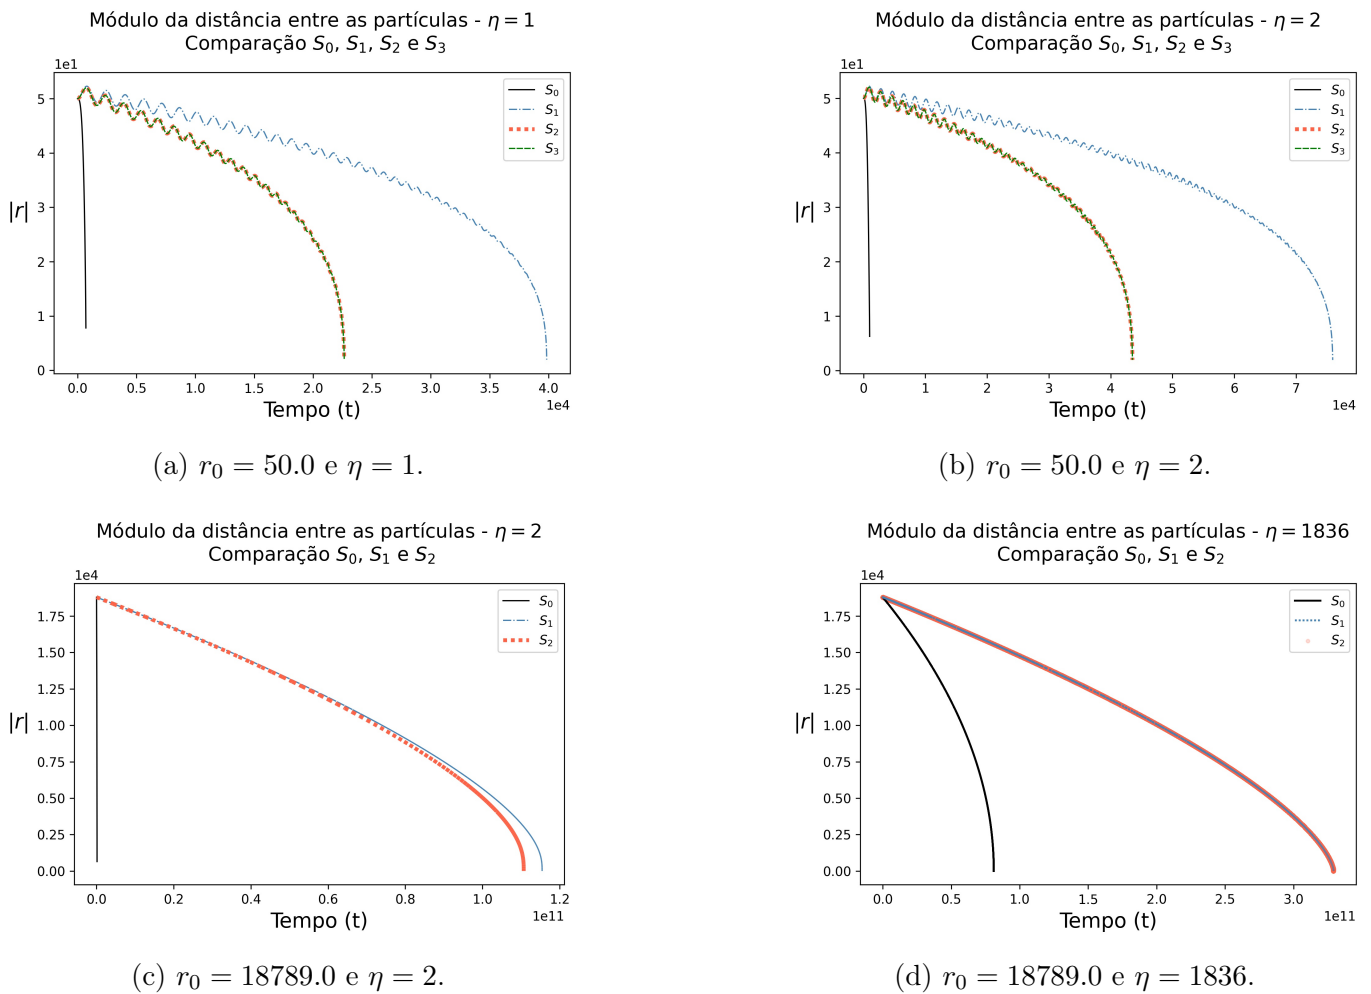 Módulo da distância entre as partículas - η = 1
Comparação S₀, S₁, S₂ e S₃
1e1
5
4
3
2
1
0
|r|
S₀
S₁
S₂
S₃
0.0 0.5 1.0 1.5 2.0 2.5 3.0 3.5 4.0
1e4
Tempo (t)
(a) r₀ = 50.0 e η = 1.
Módulo da distância entre as partículas - η = 2
Comparação S₀, S₁, S₂ e S₃
1e1
5
4
3
2
1
0
|r|
S₀
S₁
S₂
S₃
0 1 2 3 4 5 6 7
1e4
Tempo (t)
(b) r₀ = 50.0 e η = 2.
Módulo da distância entre as partículas - η = 2
Comparação S₀, S₁ e S₂
1e4
1.75
1.50
1.25
1.00
0.75
0.50
0.25
0.00
|r|
S₀
S₁
S₂
0.0 0.2 0.4 0.6 0.8 1.0 1.2
1e11
Tempo (t)
(c) r₀ = 18789.0 e η = 2.
Módulo da distância entre as partículas - η = 1836
Comparação S₀, S₁ e S₂
1e4
1.75
1.50
1.25
1.00
0.75
0.50
0.25
0.00
|r|
S₀
S₁
S₂
0.0 0.5 1.0 1.5 2.0 2.5 3.0
1e11
Tempo (t)
(d) r₀ = 18789.0 e η = 1836.